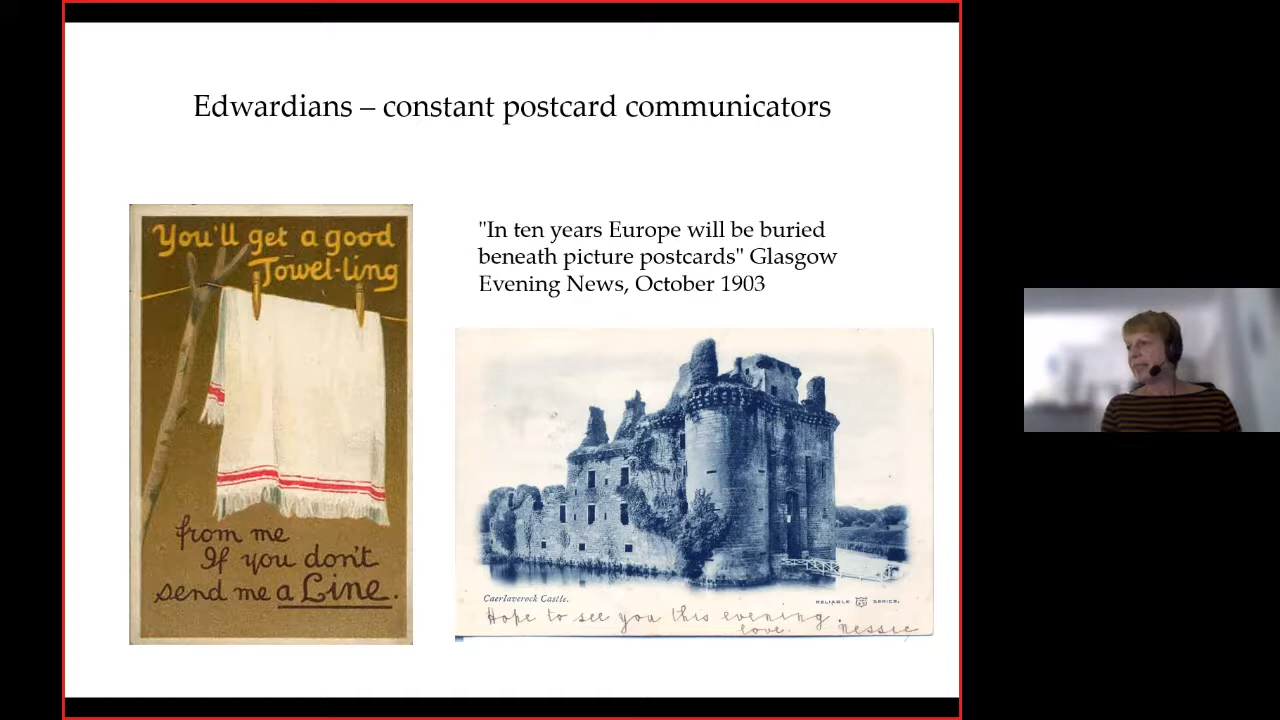 Edwardians – constant postcard communicators
You'll get a good
Towel-ling
from me
If you don't
send me a Line.
"In ten years Europe will be buried
beneath picture postcards" Glasgow
Evening News, October 1903
Caerlaverock Castle.
RELIABLE SERIES.
Hope to see you this evening.
love. Nessie